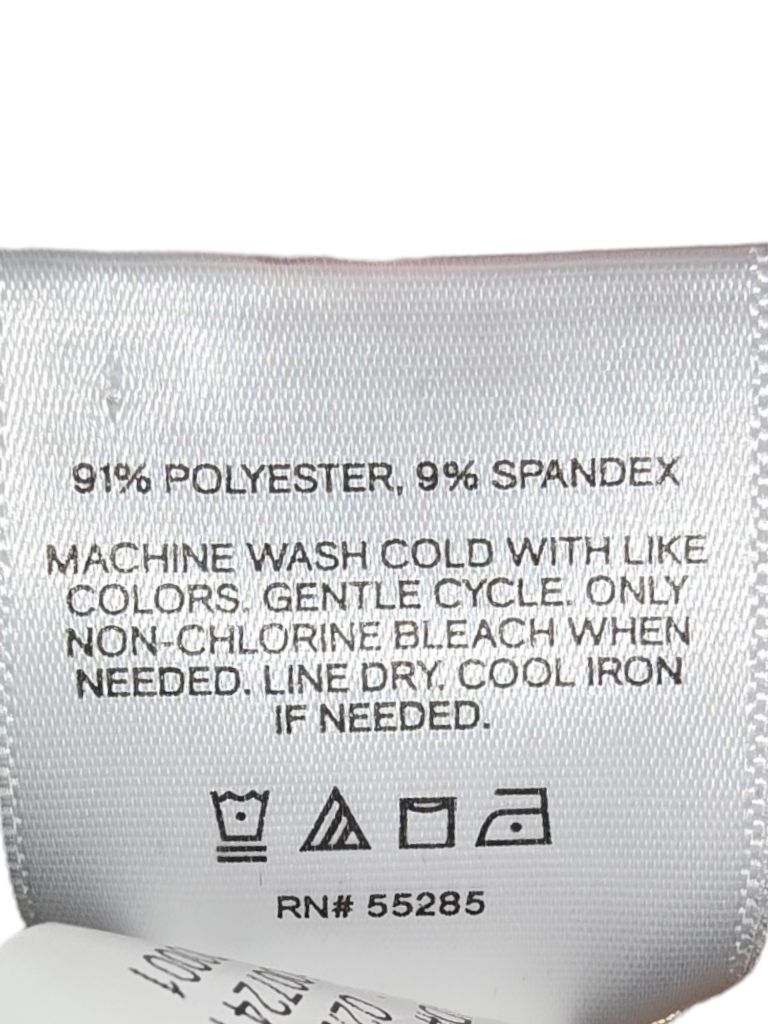 91% POLYESTER, 9% SPANDEX
MACHINE WASH COLD WITH LIKE
COLORS. GENTLE CYCLE. ONLY
NON-CHLORINE BLEACH WHEN
NEEDED. LINE DRY. COOL IRON
IF NEEDED.
RN# 55285